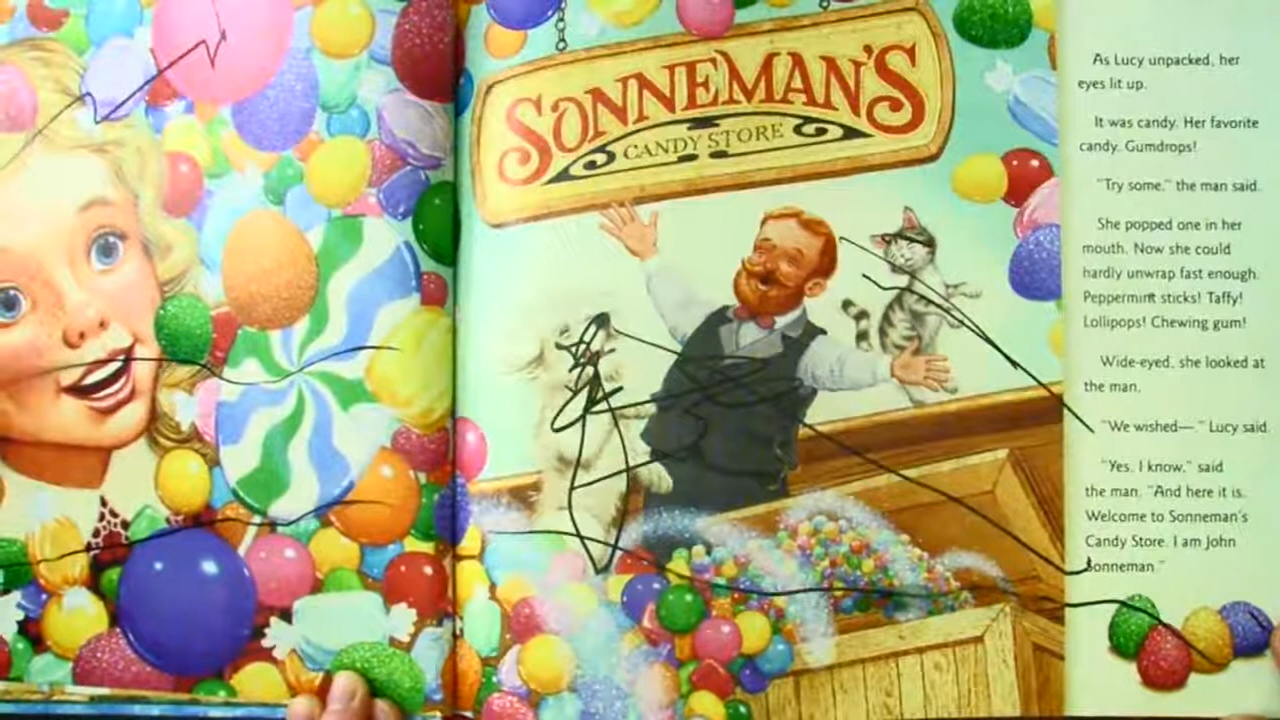 SONNEMAN'S
CANDY STORE
As Lucy unpacked, her
eyes lit up.
It was candy. Her favorite
candy. Gumdrops!
"Try some," the man said.
She popped one in her
mouth. Now she could
hardly unwrap fast enough.
Peppermint sticks! Taffy!
Lollipops! Chewing gum!
Wide-eyed, she looked at
the man.
"We wished—," Lucy said.
"Yes, I know," said
the man. "And here it is.
Welcome to Sonneman's
Candy Store. I am John
Sonneman."